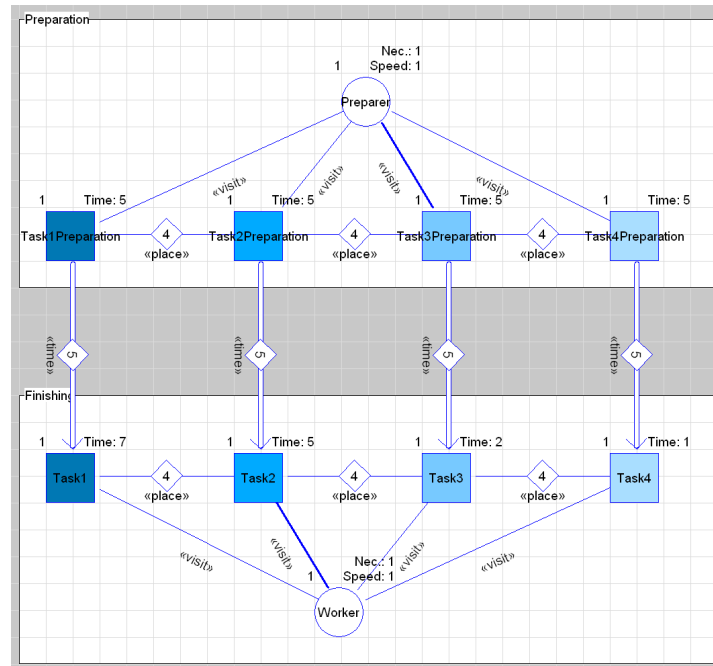 Preparation
Nec.: 1
1 Speed: 1
Preparer
«visit» «visit» «visit» «visit»
1 Time: 5 1 Time: 5 1 Time: 5 1 Time: 5
Task1Preparation 4 Task2Preparation 4 Task3Preparation 4 Task4Preparation
«place» «place» «place»
«time» 5 «time» 5 «time» 5 «time» 5
Finishing
1 Time: 7 1 Time: 5 1 Time: 2 1 Time: 1
Task1 4 Task2 4 Task3 4 Task4
«place» «place» «place»
«visit» «visit» «visit» «visit»
Nec.: 1
1 Speed: 1
Worker